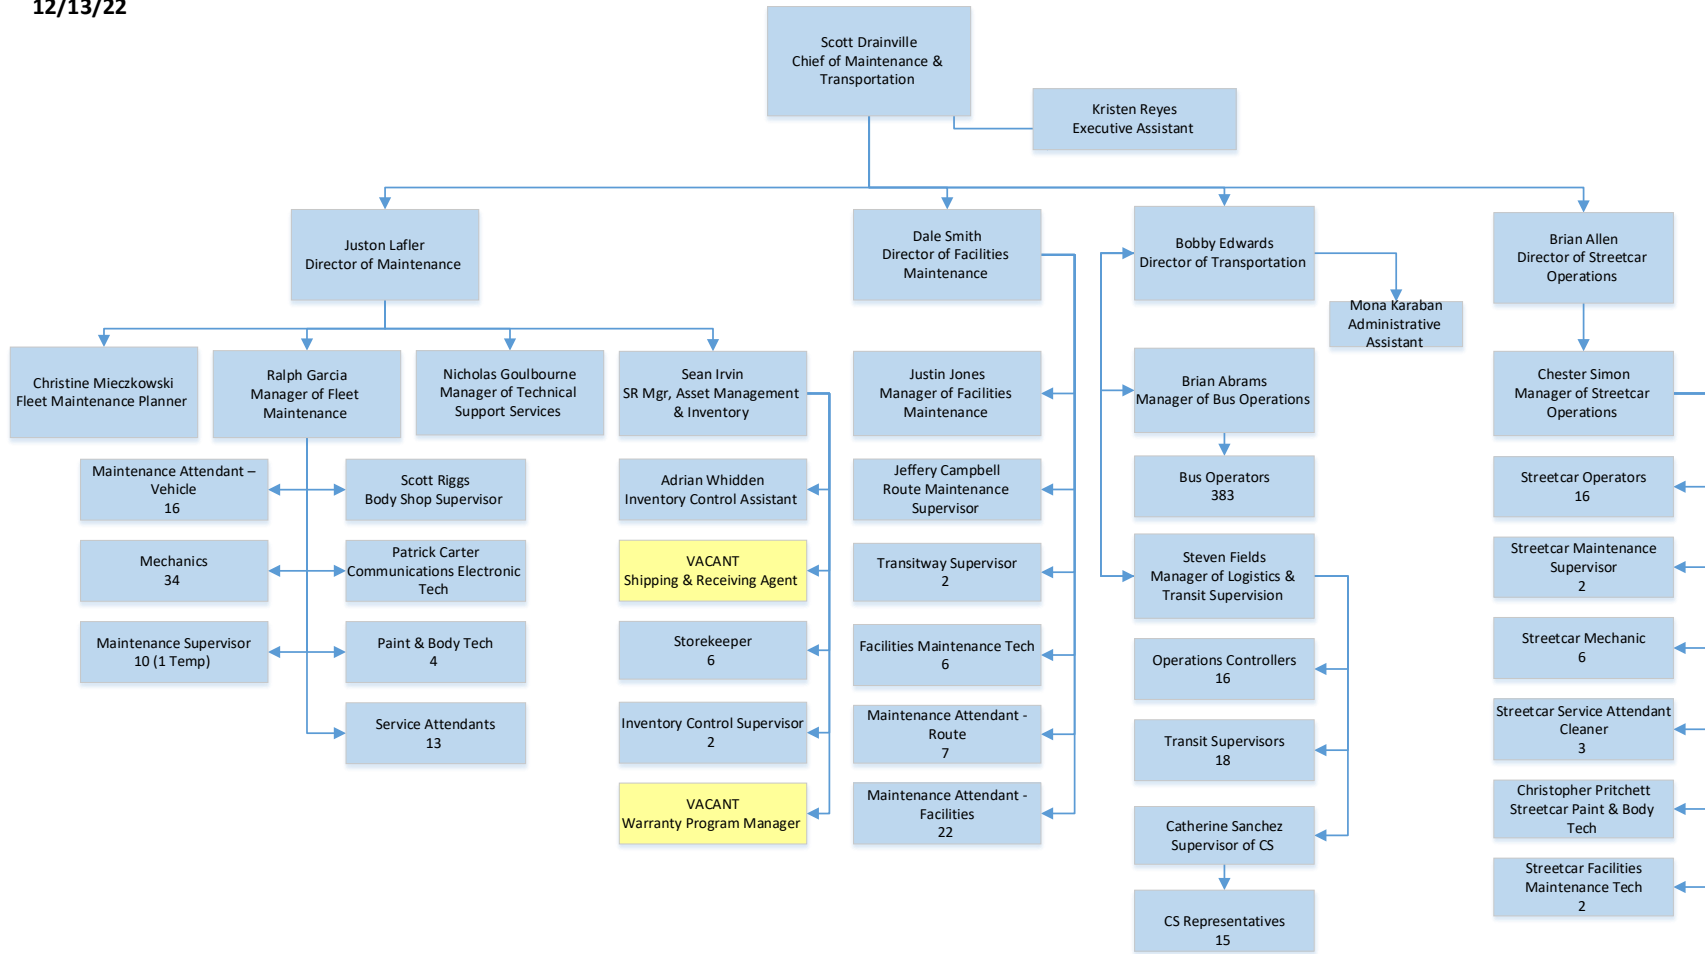 12/13/22
Scott Drainville
Chief of Maintenance &
Transportation
Kristen Reyes
Executive Assistant
Juston Lafler
Director of Maintenance
Dale Smith
Director of Facilities
Maintenance
Bobby Edwards
Director of Transportation
Brian Allen
Director of Streetcar
Operations
Mona Karaban
Administrative
Assistant
Christine Mieczkowski
Fleet Maintenance Planner
Ralph Garcia
Manager of Fleet
Maintenance
Nicholas Goulbourne
Manager of Technical
Support Services
Sean Irvin
SR Mgr, Asset Management
& Inventory
Justin Jones
Manager of Facilities
Maintenance
Brian Abrams
Manager of Bus Operations
Chester Simon
Manager of Streetcar
Operations
Maintenance Attendant –
Vehicle
16
Scott Riggs
Body Shop Supervisor
Adrian Whidden
Inventory Control Assistant
Jeffery Campbell
Route Maintenance
Supervisor
Bus Operators
383
Streetcar Operators
16
Mechanics
34
Patrick Carter
Communications Electronic
Tech
VACANT
Shipping & Receiving Agent
Transitway Supervisor
2
Steven Fields
Manager of Logistics &
Transit Supervision
Streetcar Maintenance
Supervisor
2
Maintenance Supervisor
10 (1 Temp)
Paint & Body Tech
4
Storekeeper
6
Facilities Maintenance Tech
6
Operations Controllers
16
Streetcar Mechanic
6
Service Attendants
13
Inventory Control Supervisor
2
Maintenance Attendant -
Route
7
Transit Supervisors
18
Streetcar Service Attendant
Cleaner
3
VACANT
Warranty Program Manager
Maintenance Attendant -
Facilities
22
Catherine Sanchez
Supervisor of CS
Christopher Pritchett
Streetcar Paint & Body
Tech
CS Representatives
15
Streetcar Facilities
Maintenance Tech
2